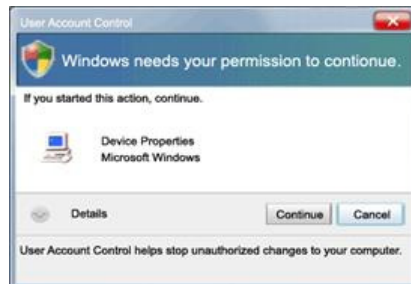 User Account Control
Windows needs your permission to contionue.
If you started this action, continue.
Device Properties
Microsoft Windows
Details Continue Cancel
User Account Control helps stop unauthorized changes to your computer.